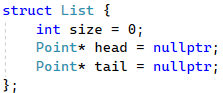 struct List {
    int size = 0;
    Point* head = nullptr;
    Point* tail = nullptr;
};